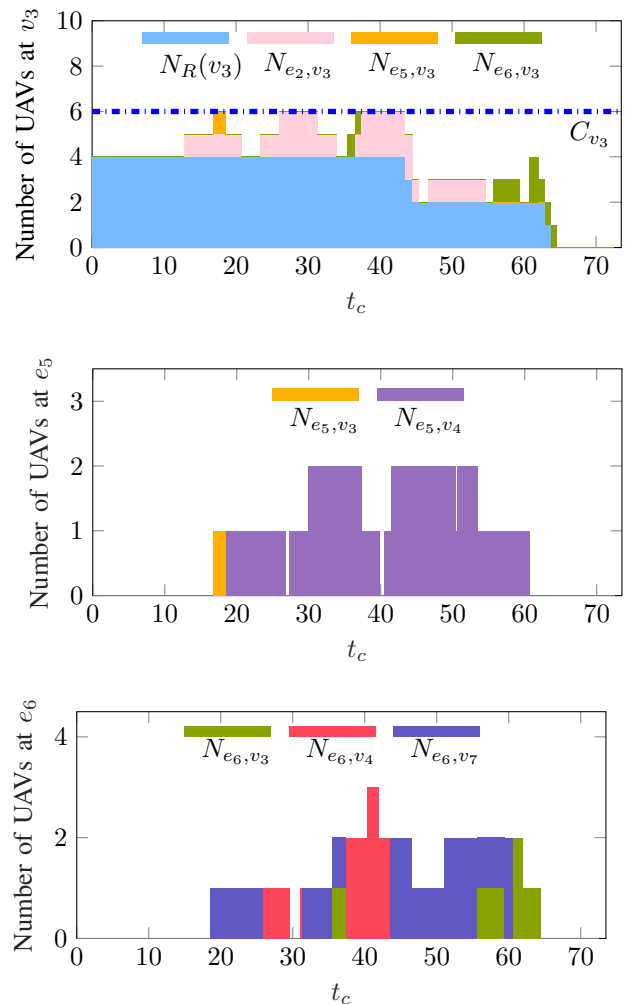 Number of UAVs at v₃
10
8
6
4
2
0
N_R(v₃) N_{e₂,v₃} N_{e₅,v₃} N_{e₆,v₃}
C_{v₃}
0 10 20 30 40 50 60 70
t_c
Number of UAVs at e₅
3
2
1
0
N_{e₅,v₃} N_{e₅,v₄}
0 10 20 30 40 50 60 70
t_c
Number of UAVs at e₆
4
2
0
N_{e₆,v₃} N_{e₆,v₄} N_{e₆,v₇}
0 10 20 30 40 50 60 70
t_c